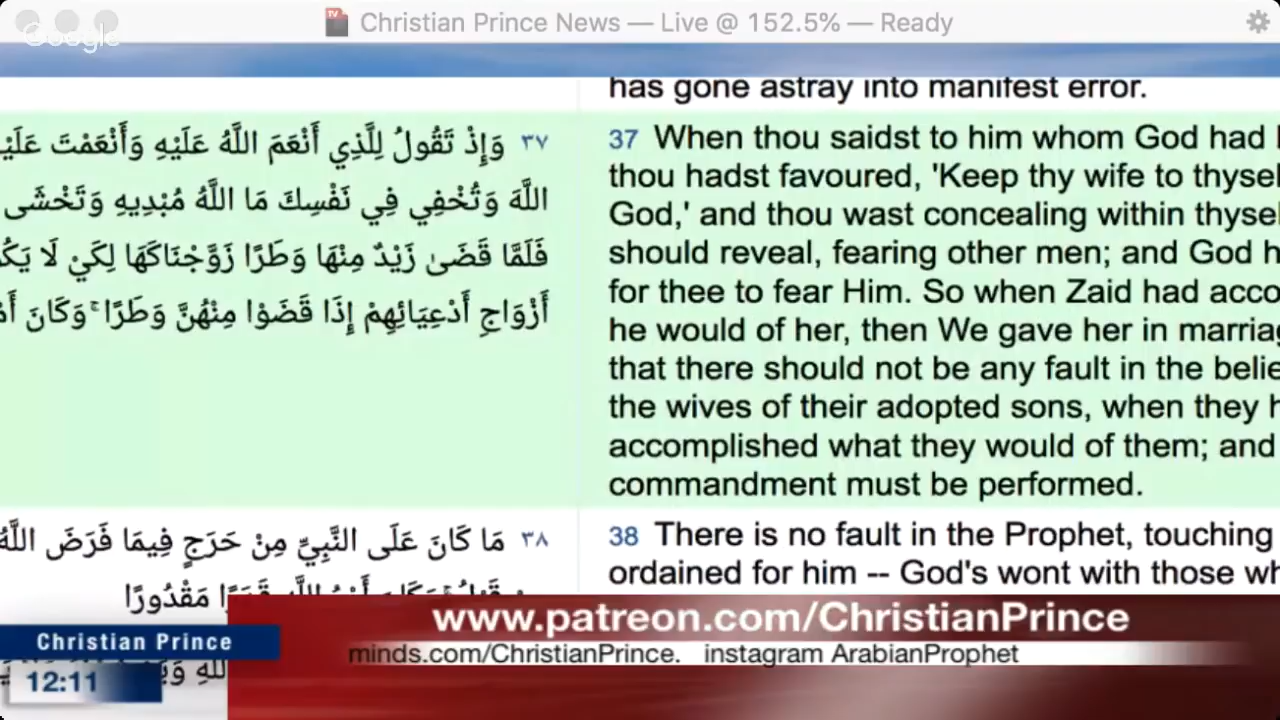 Christian Prince News — Live @ 152.5% — Ready
Google
has gone astray into manifest error.
٣٧ وَإِذْ تَقُولُ لِلَّذِي أَنْعَمَ اللَّهُ عَلَيْهِ وَأَنْعَمْتَ
اللَّهَ وَتُخْفِي فِي نَفْسِكَ مَا اللَّهُ مُبْدِيهِ وَتَخْشَى
فَلَمَّا قَضَىٰ زَيْدٌ مِنْهَا وَطَرًا زَوَّجْنَاكَهَا لِكَيْ لَا
أَزْوَاجِ أَدْعِيَائِهِمْ إِذَا قَضَوْا مِنْهُنَّ وَطَرًا ۚ وَكَانَ
37 When thou saidst to him whom God had
thou hadst favoured, 'Keep thy wife to
God,' and thou wast concealing within
should reveal, fearing other men; and God
for thee to fear Him. So when Zaid had
he would of her, then We gave her in
that there should not be any fault in the
the wives of their adopted sons, when they
accomplished what they would of them; and
commandment must be performed.
٣٨ مَا كَانَ عَلَى النَّبِيِّ مِنْ حَرَجٍ فِيمَا فَرَضَ اللَّهُ
مَقْدُورًا
38 There is no fault in the Prophet, touching
ordained for him -- God's wont with those
www.patreon.com/ChristianPrince
Christian Prince
minds.com/ChristianPrince. instagram ArabianProphet
12:11